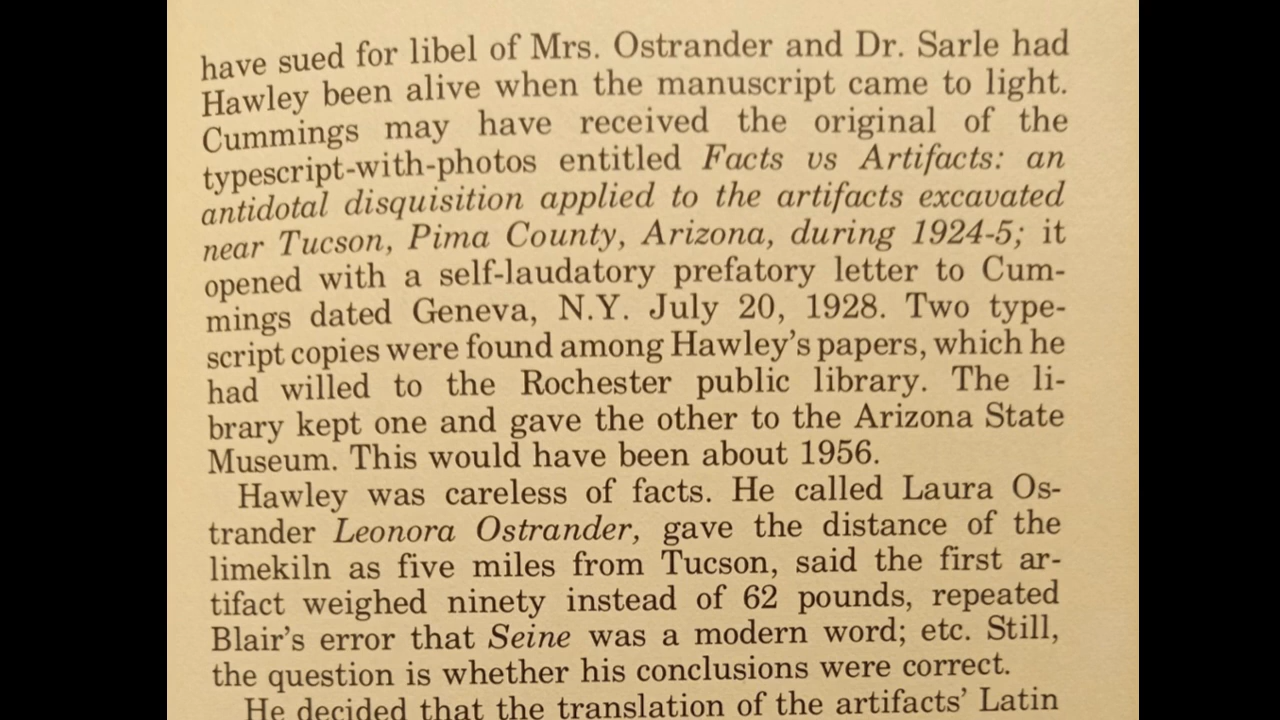 have sued for libel of Mrs. Ostrander and Dr. Sarle had
Hawley been alive when the manuscript came to light.
Cummings may have received the original of the
typescript-with-photos entitled Facts vs Artifacts: an
antidotal disquisition applied to the artifacts excavated
near Tucson, Pima County, Arizona, during 1924-5; it
opened with a self-laudatory prefatory letter to Cum-
mings dated Geneva, N.Y. July 20, 1928. Two type-
script copies were found among Hawley's papers, which he
had willed to the Rochester public library. The li-
brary kept one and gave the other to the Arizona State
Museum. This would have been about 1956.
Hawley was careless of facts. He called Laura Os-
trander Leonora Ostrander, gave the distance of the
limekiln as five miles from Tucson, said the first ar-
tifact weighed ninety instead of 62 pounds, repeated
Blair's error that Seine was a modern word; etc. Still,
the question is whether his conclusions were correct.
He decided that the translation of the artifacts' Latin